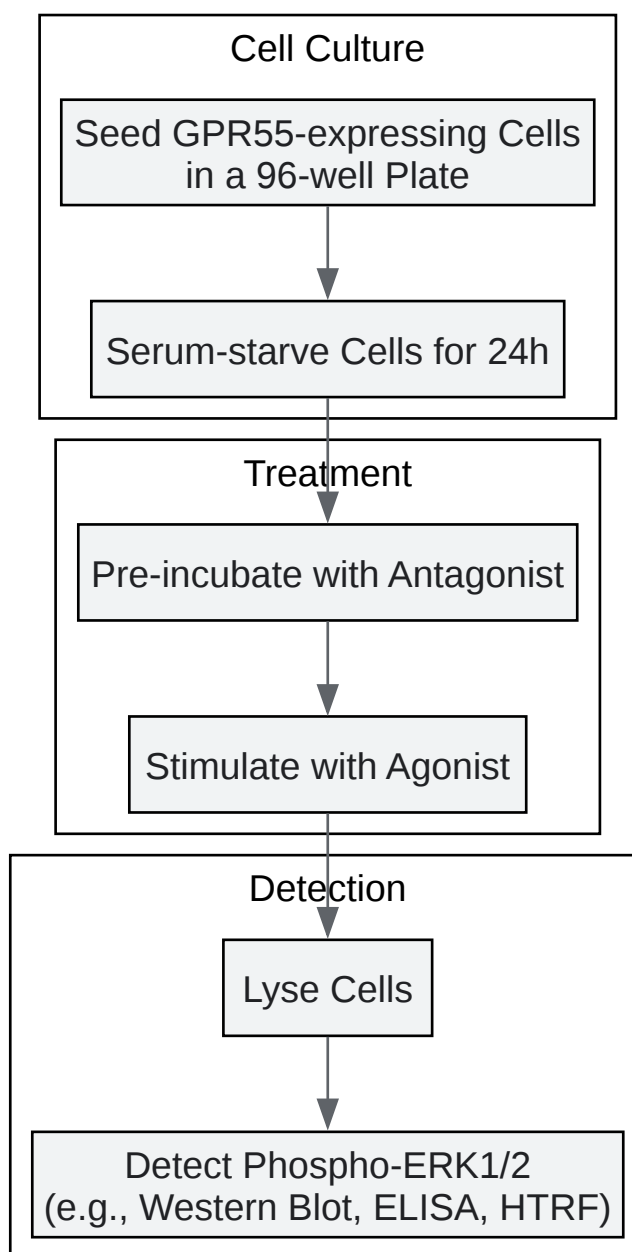 Cell Culture
Seed GPR55-expressing Cells
in a 96-well Plate
Serum-starve Cells for 24h
Treatment
Pre-incubate with Antagonist
Stimulate with Agonist
Detection
Lyse Cells
Detect Phospho-ERK1/2
(e.g., Western Blot, ELISA, HTRF)